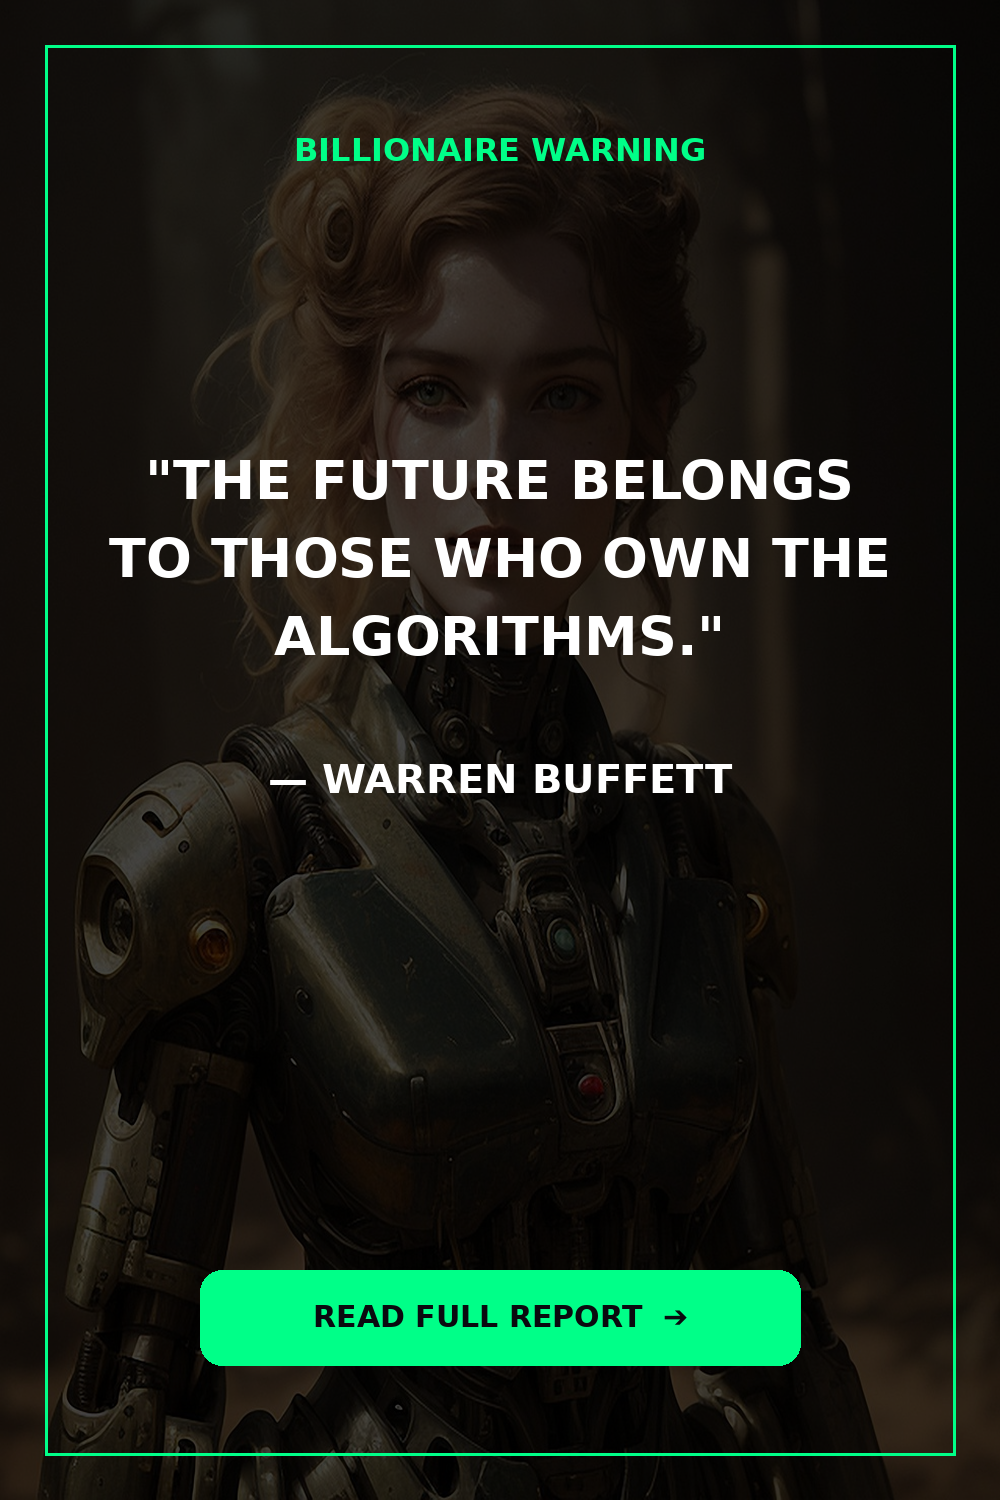 BILLIONAIRE WARNING
"THE FUTURE BELONGS
TO THOSE WHO OWN THE
ALGORITHMS."
— WARREN BUFFETT
READ FULL REPORT ➔